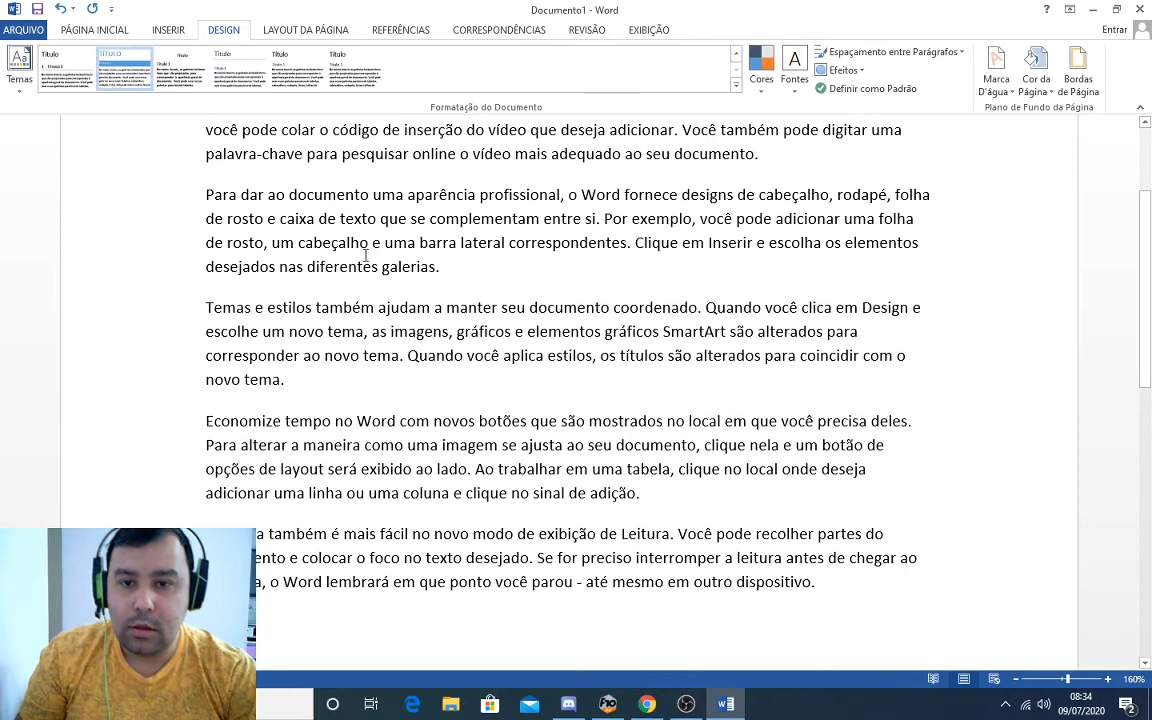 Documento1 - Word
Entrar
ARQUIVO PÁGINA INICIAL INSERIR DESIGN LAYOUT DA PÁGINA REFERÊNCIAS CORRESPONDÊNCIAS REVISÃO EXIBIÇÃO
Temas
Título
TÍTULO
Título
Título
Título
Título
Cores
Fontes
Espaçamento entre Parágrafos
Efeitos
Definir como Padrão
Marca D'água
Cor da Página
Bordas de Página
Formatação do Documento
Plano de Fundo da Página
você pode colar o código de inserção do vídeo que deseja adicionar. Você também pode digitar uma
palavra-chave para pesquisar online o vídeo mais adequado ao seu documento.
Para dar ao documento uma aparência profissional, o Word fornece designs de cabeçalho, rodapé, folha
de rosto e caixa de texto que se complementam entre si. Por exemplo, você pode adicionar uma folha
de rosto, um cabeçalho e uma barra lateral correspondentes. Clique em Inserir e escolha os elementos
desejados nas diferentes galerias.
Temas e estilos também ajudam a manter seu documento coordenado. Quando você clica em Design e
escolhe um novo tema, as imagens, gráficos e elementos gráficos SmartArt são alterados para
corresponder ao novo tema. Quando você aplica estilos, os títulos são alterados para coincidir com o
novo tema.
Economize tempo no Word com novos botões que são mostrados no local em que você precisa deles.
Para alterar a maneira como uma imagem se ajusta ao seu documento, clique nela e um botão de
opções de layout será exibido ao lado. Ao trabalhar em uma tabela, clique no local onde deseja
adicionar uma linha ou uma coluna e clique no sinal de adição.
a também é mais fácil no novo modo de exibição de Leitura. Você pode recolher partes do
ento e colocar o foco no texto desejado. Se for preciso interromper a leitura antes de chegar ao
a, o Word lembrará em que ponto você parou - até mesmo em outro dispositivo.
160%
08:34
09/07/2020
2